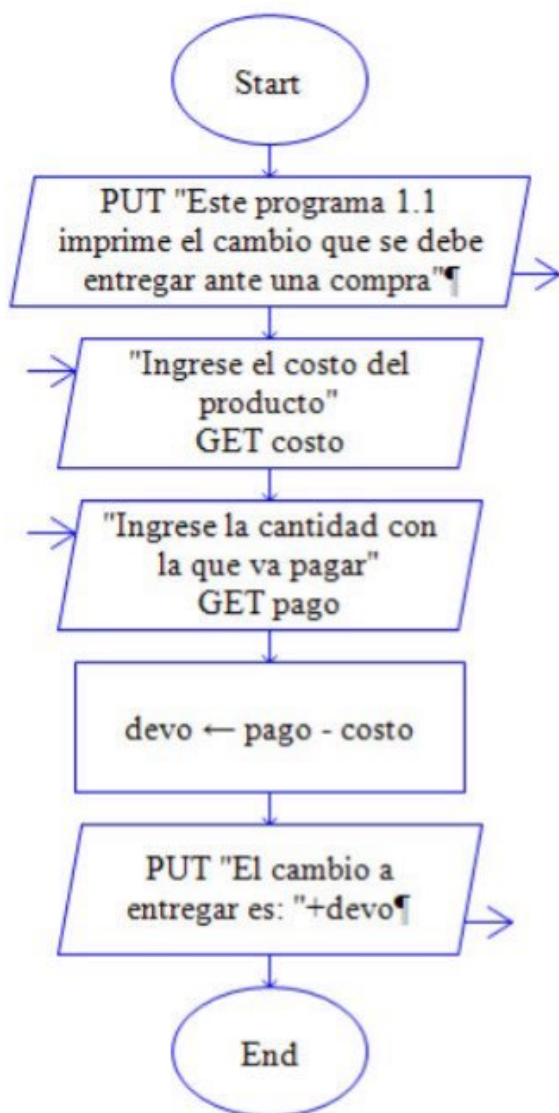 Start
PUT "Este programa 1.1
imprime el cambio que se debe
entregar ante una compra"¶
"Ingrese el costo del
producto"
GET costo
"Ingrese la cantidad con
la que va pagar"
GET pago
devo ← pago - costo
PUT "El cambio a
entregar es: "+devo¶
End